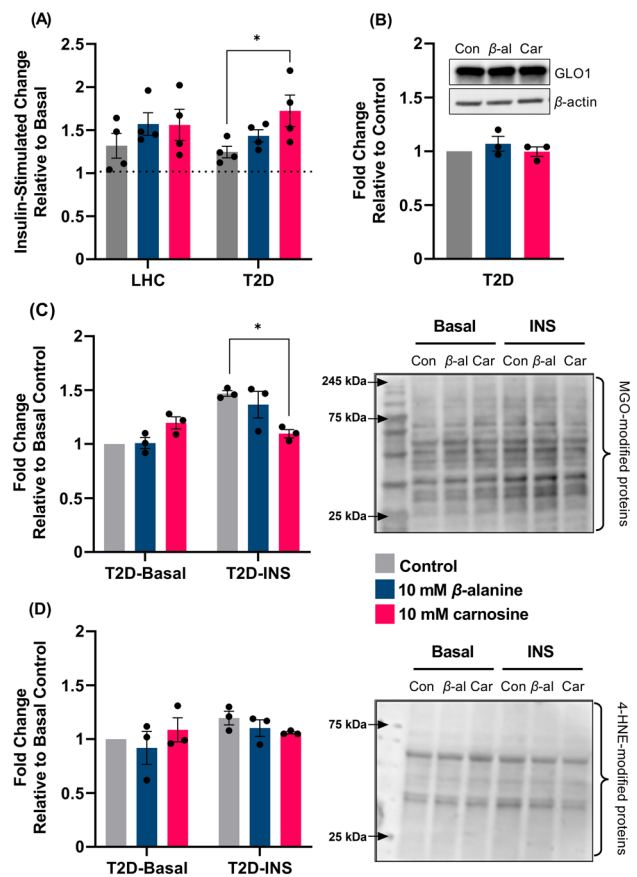 (A)
Insulin-Stimulated Change
Relative to Basal
2.5
2
1.5
1
0.5
0
*
LHC
T2D
(B)
Fold Change
Relative to Control
2
1.5
1
0.5
0
Con β-al Car
GLO1
β-actin
T2D
(C)
Fold Change
Relative to Basal Control
2
1.5
1
0.5
0
*
T2D-Basal
T2D-INS
Basal INS
Con β-al Car Con β-al Car
245 kDa
75 kDa
25 kDa
MGO-modified proteins
Control
10 mM β-alanine
10 mM carnosine
(D)
Fold Change
Relative to Basal Control
2
1.5
1
0.5
0
T2D-Basal
T2D-INS
Basal INS
Con β-al Car Con β-al Car
75 kDa
25 kDa
4-HNE-modified proteins